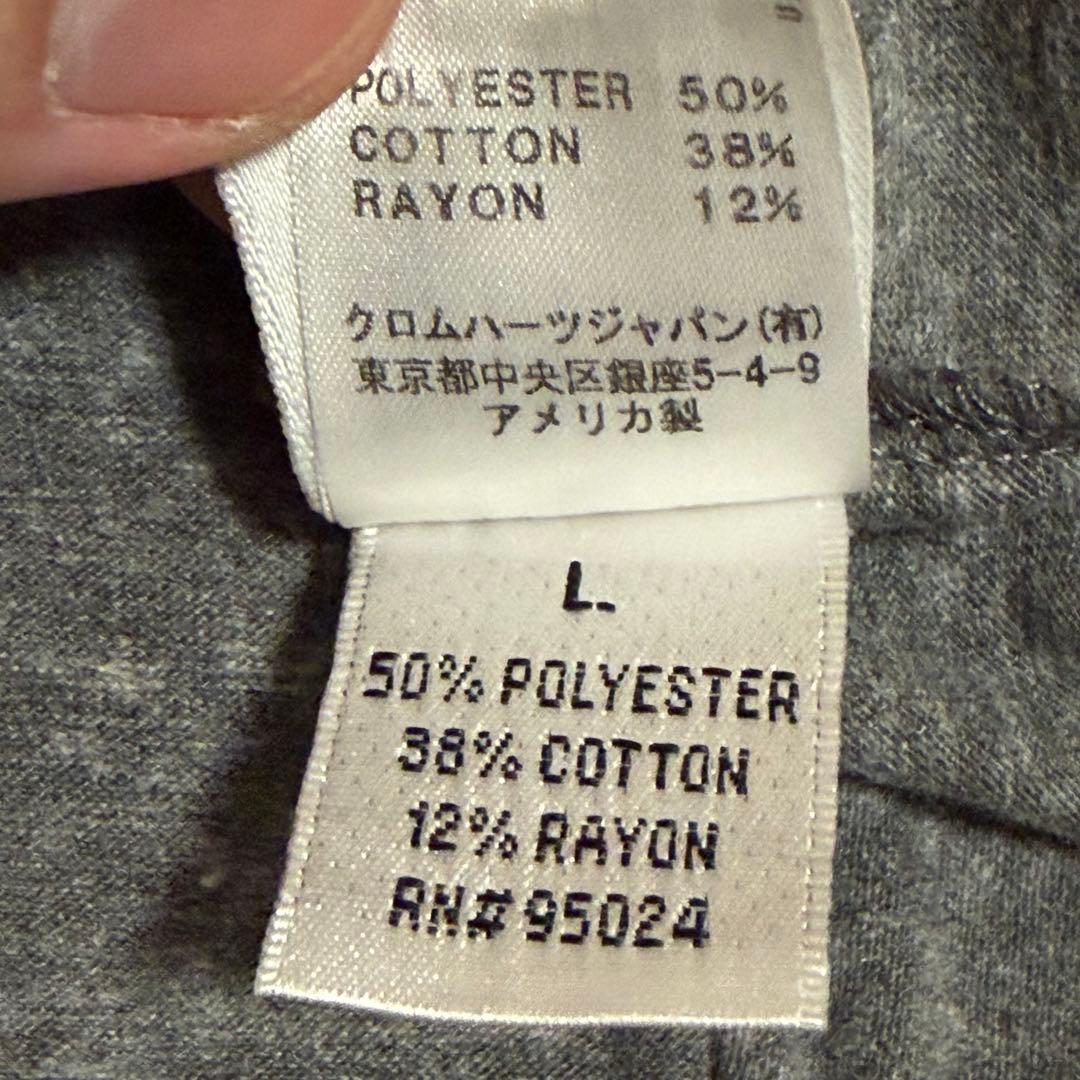 POLYESTER 50%
COTTON 38%
RAYON 12%
クロムハーツジャパン(有)
東京都中央区銀座5-4-9
アメリカ製
L.
50% POLYESTER
38% COTTON
12% RAYON
RN# 95024